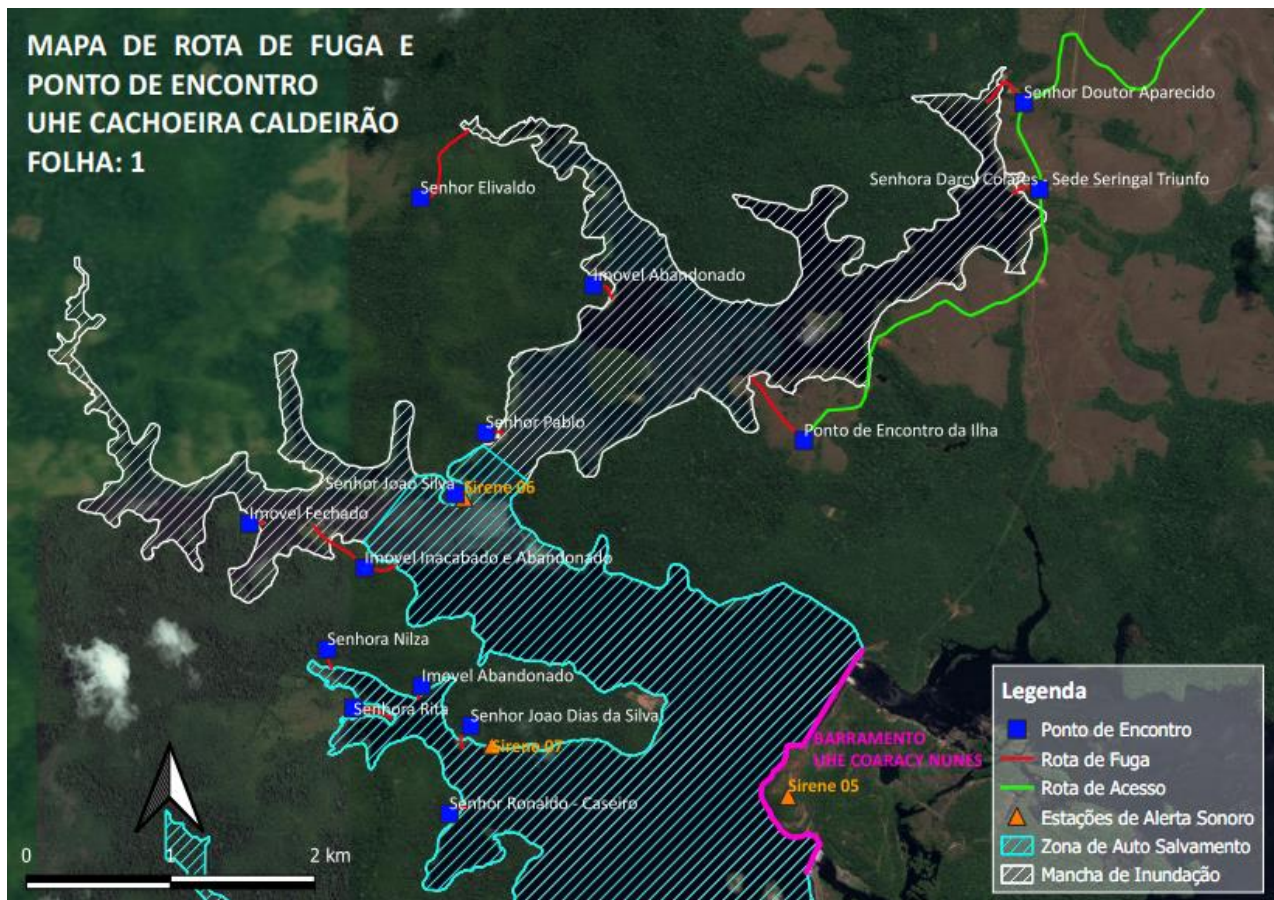 MAPA DE ROTA DE FUGA E
PONTO DE ENCONTRO
UHE CACHOEIRA CALDEIRÃO
FOLHA: 1
Senhor Doutor Aparecido
Senhora Darcy Colares - Sede Seringal Triunfo
Senhor Elivaldo
Imovel Abandonado
Senhor Pablo
Ponto de Encontro da Ilha
Senhor Joao Silva
Sirene 06
Imovel Fechado
Imovel Inacabado e Abandonado
Senhora Nilza
Imovel Abandonado
Senhora Rita
Senhor Joao Dias da Silva
Sirene 07
BARRAMENTO
UHE COARACY NUNES
Sirene 05
Senhor Ronaldo - Caseiro
0 1 2 km
Legenda
Ponto de Encontro
Rota de Fuga
Rota de Acesso
Estações de Alerta Sonoro
Zona de Auto Salvamento
Mancha de Inundação